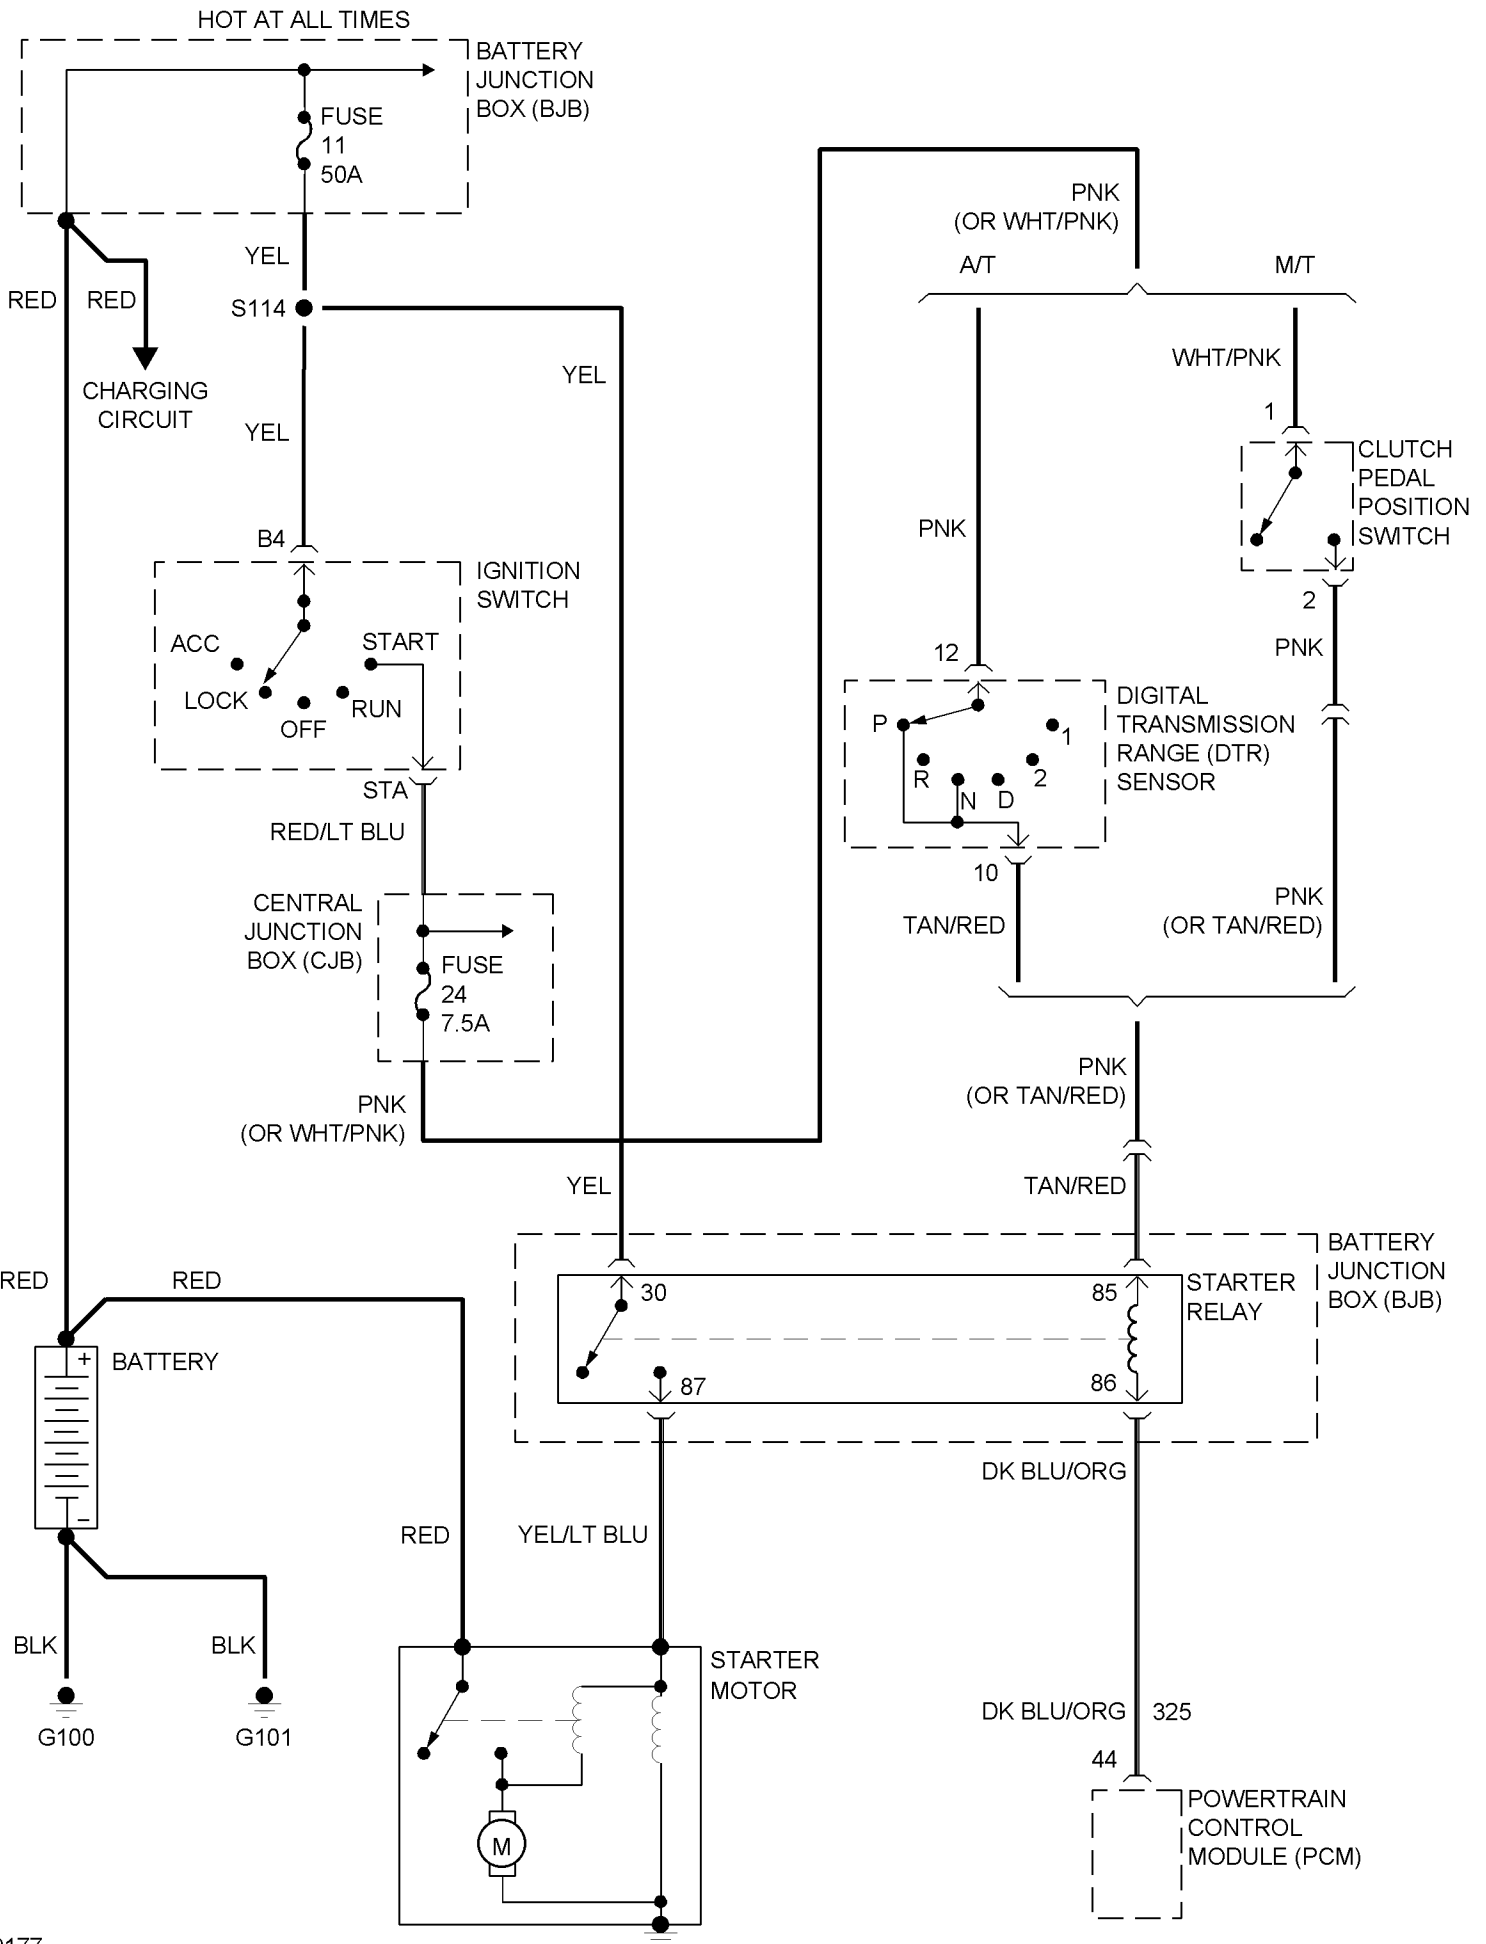 HOT AT ALL TIMES
BATTERY
JUNCTION
BOX (BJB)
FUSE
11
50A
PNK
(OR WHT/PNK)
YEL
A/T
M/T
RED
RED
S114
YEL
WHT/PNK
CHARGING
CIRCUIT
YEL
1
CLUTCH
PEDAL
POSITION
SWITCH
PNK
B4
IGNITION
SWITCH
2
ACC
START
LOCK
RUN
OFF
PNK
12
DIGITAL
TRANSMISSION
RANGE (DTR)
SENSOR
P
1
R
2
N
D
STA
RED/LT BLU
10
CENTRAL
JUNCTION
BOX (CJB)
TAN/RED
PNK
(OR TAN/RED)
FUSE
24
7.5A
PNK
(OR TAN/RED)
PNK
(OR WHT/PNK)
YEL
TAN/RED
BATTERY
JUNCTION
BOX (BJB)
RED
RED
30
85
STARTER
RELAY
+
BATTERY
87
86
DK BLU/ORG
–
RED
YEL/LT BLU
BLK
BLK
STARTER
MOTOR
G100
G101
DK BLU/ORG
325
44
POWERTRAIN
CONTROL
MODULE (PCM)
M